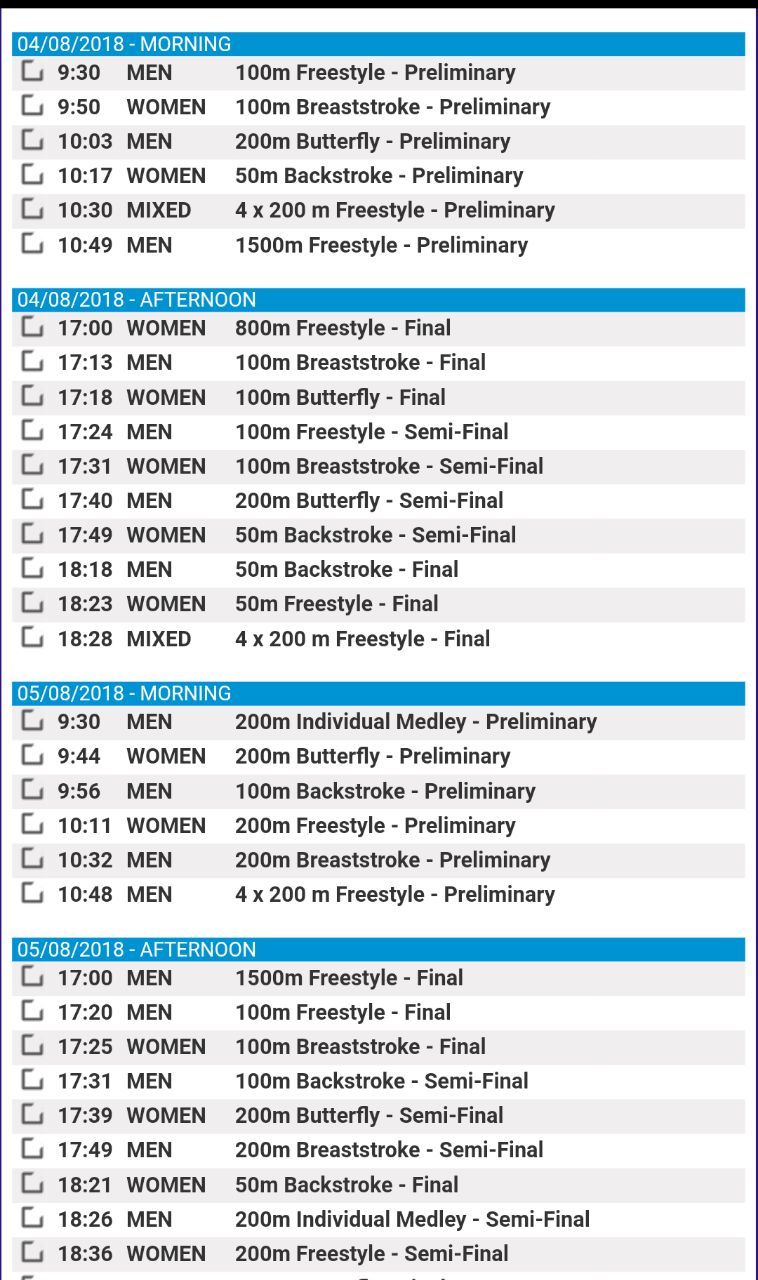 04/08/2018 - MORNING
9:30 MEN 100m Freestyle - Preliminary
9:50 WOMEN 100m Breaststroke - Preliminary
10:03 MEN 200m Butterfly - Preliminary
10:17 WOMEN 50m Backstroke - Preliminary
10:30 MIXED 4 x 200 m Freestyle - Preliminary
10:49 MEN 1500m Freestyle - Preliminary
04/08/2018 - AFTERNOON
17:00 WOMEN 800m Freestyle - Final
17:13 MEN 100m Breaststroke - Final
17:18 WOMEN 100m Butterfly - Final
17:24 MEN 100m Freestyle - Semi-Final
17:31 WOMEN 100m Breaststroke - Semi-Final
17:40 MEN 200m Butterfly - Semi-Final
17:49 WOMEN 50m Backstroke - Semi-Final
18:18 MEN 50m Backstroke - Final
18:23 WOMEN 50m Freestyle - Final
18:28 MIXED 4 x 200 m Freestyle - Final
05/08/2018 - MORNING
9:30 MEN 200m Individual Medley - Preliminary
9:44 WOMEN 200m Butterfly - Preliminary
9:56 MEN 100m Backstroke - Preliminary
10:11 WOMEN 200m Freestyle - Preliminary
10:32 MEN 200m Breaststroke - Preliminary
10:48 MEN 4 x 200 m Freestyle - Preliminary
05/08/2018 - AFTERNOON
17:00 MEN 1500m Freestyle - Final
17:20 MEN 100m Freestyle - Final
17:25 WOMEN 100m Breaststroke - Final
17:31 MEN 100m Backstroke - Semi-Final
17:39 WOMEN 200m Butterfly - Semi-Final
17:49 MEN 200m Breaststroke - Semi-Final
18:21 WOMEN 50m Backstroke - Final
18:26 MEN 200m Individual Medley - Semi-Final
18:36 WOMEN 200m Freestyle - Semi-Final